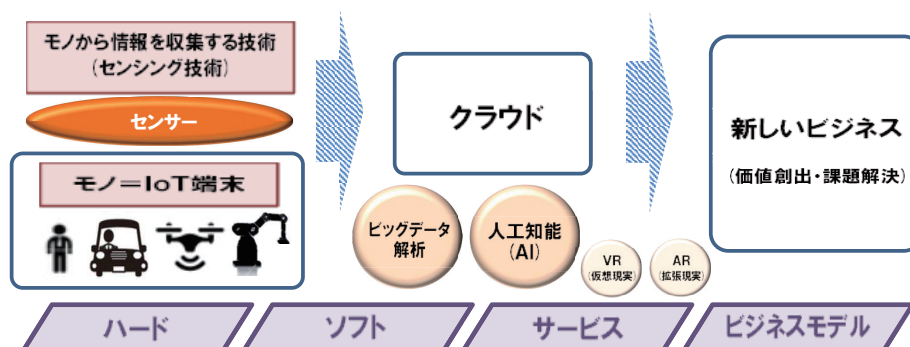 モノから情報を収集する技術
(センシング技術)
センサー
モノ=IoT端末
クラウド
ビッグデータ
解析
人工知能
(AI)
VR
(仮想現実)
AR
(拡張現実)
新しいビジネス
(価値創出・課題解決)
ハード
ソフト
サービス
ビジネスモデル